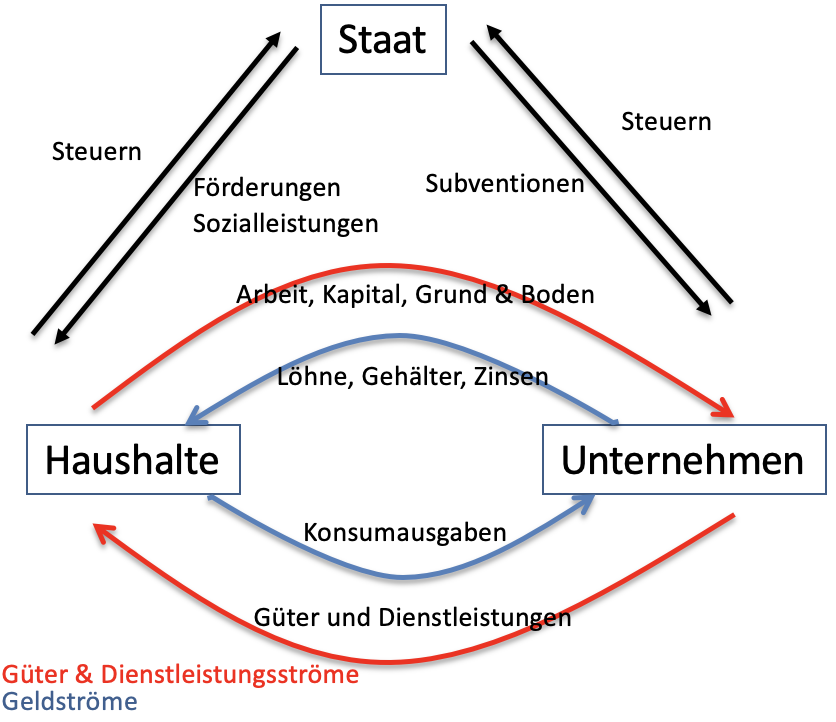 Staat
Steuern
Steuern
Förderungen
Sozialleistungen
Subventionen
Arbeit, Kapital, Grund & Boden
Löhne, Gehälter, Zinsen
Haushalte
Unternehmen
Konsumausgaben
Güter und Dienstleistungen
Güter & Dienstleistungsströme
Geldströme